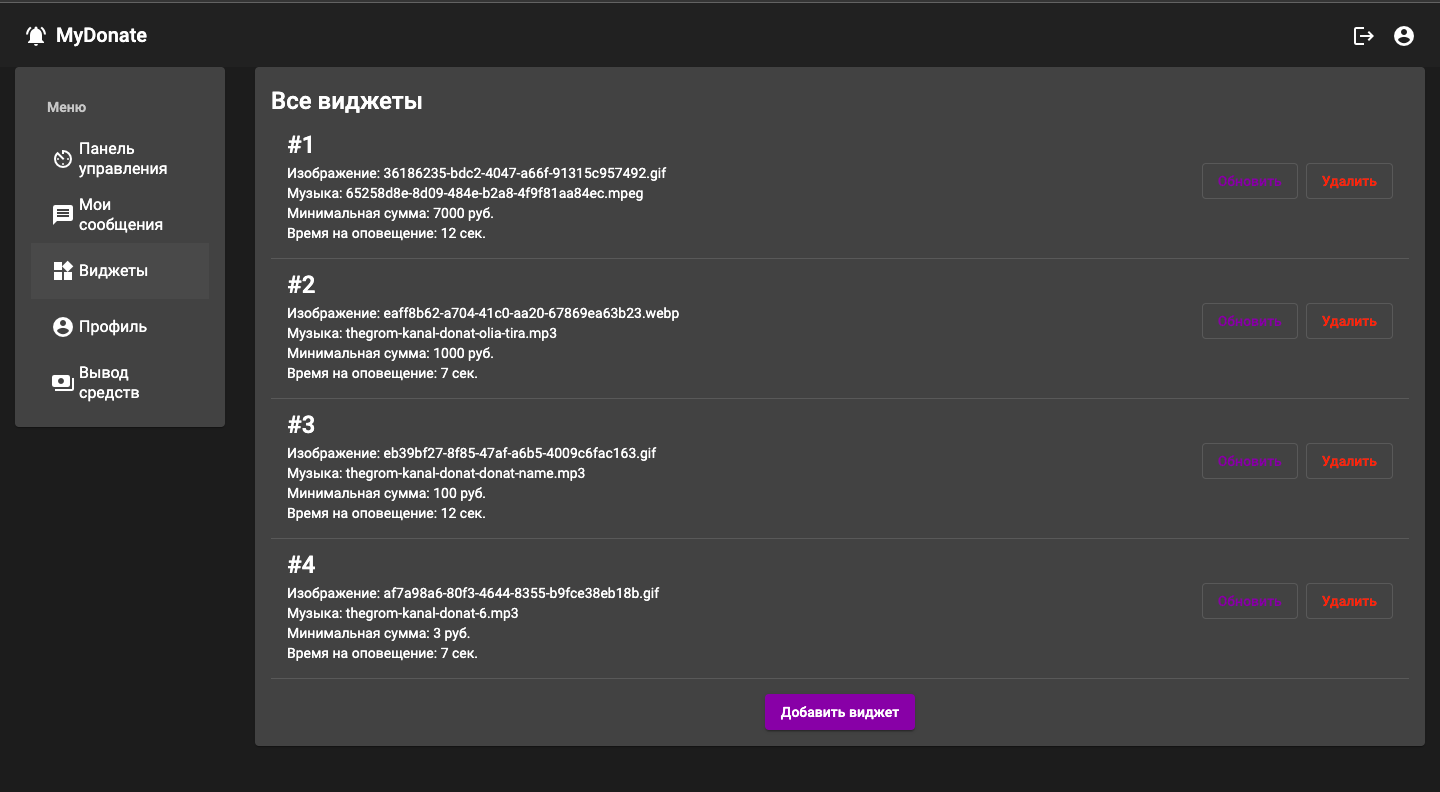 MyDonate
Меню
Панель
управления
Мои
сообщения
Виджеты
Профиль
Вывод
средств
Все виджеты
#1
Изображение: 36186235-bdc2-4047-a66f-91315c957492.gif
Музыка: 65258d8e-8d09-484e-b2a8-4f9f81aa84ec.mpeg
Минимальная сумма: 7000 руб.
Время на оповещение: 12 сек.
Обновить
Удалить
#2
Изображение: eaff8b62-a704-41c0-aa20-67869ea63b23.webp
Музыка: thegrom-kanal-donat-olia-tira.mp3
Минимальная сумма: 1000 руб.
Время на оповещение: 7 сек.
Обновить
Удалить
#3
Изображение: eb39bf27-8f85-47af-a6b5-4009c6fac163.gif
Музыка: thegrom-kanal-donat-donat-name.mp3
Минимальная сумма: 100 руб.
Время на оповещение: 12 сек.
Обновить
Удалить
#4
Изображение: af7a98a6-80f3-4644-8355-b9fce38eb18b.gif
Музыка: thegrom-kanal-donat-6.mp3
Минимальная сумма: 3 руб.
Время на оповещение: 7 сек.
Обновить
Удалить
Добавить виджет